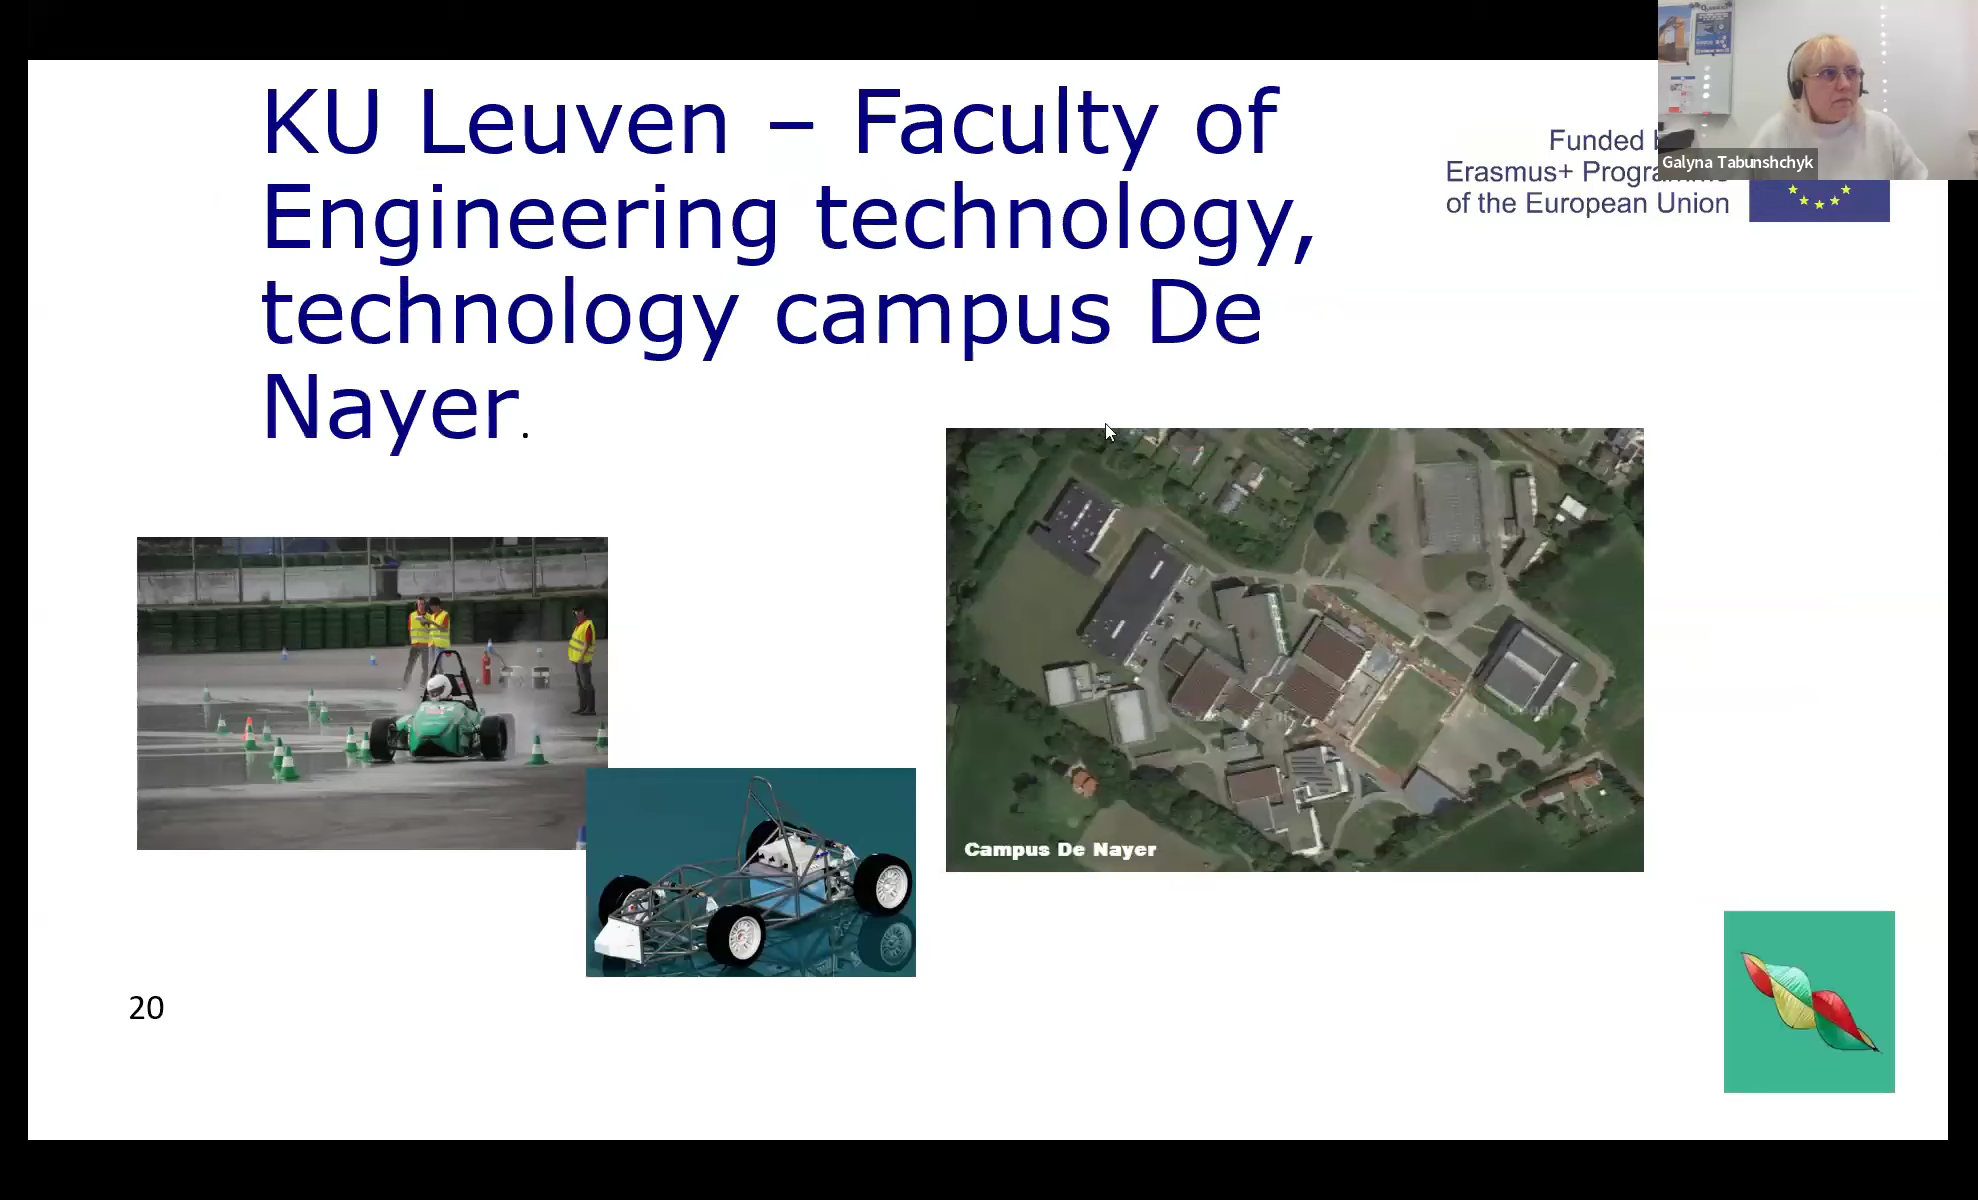 KU Leuven – Faculty of
Engineering technology,
technology campus De
Nayer.
Funded
Erasmus+
of the European Union
Galyna Tabunshchyk
Campus De Nayer
20